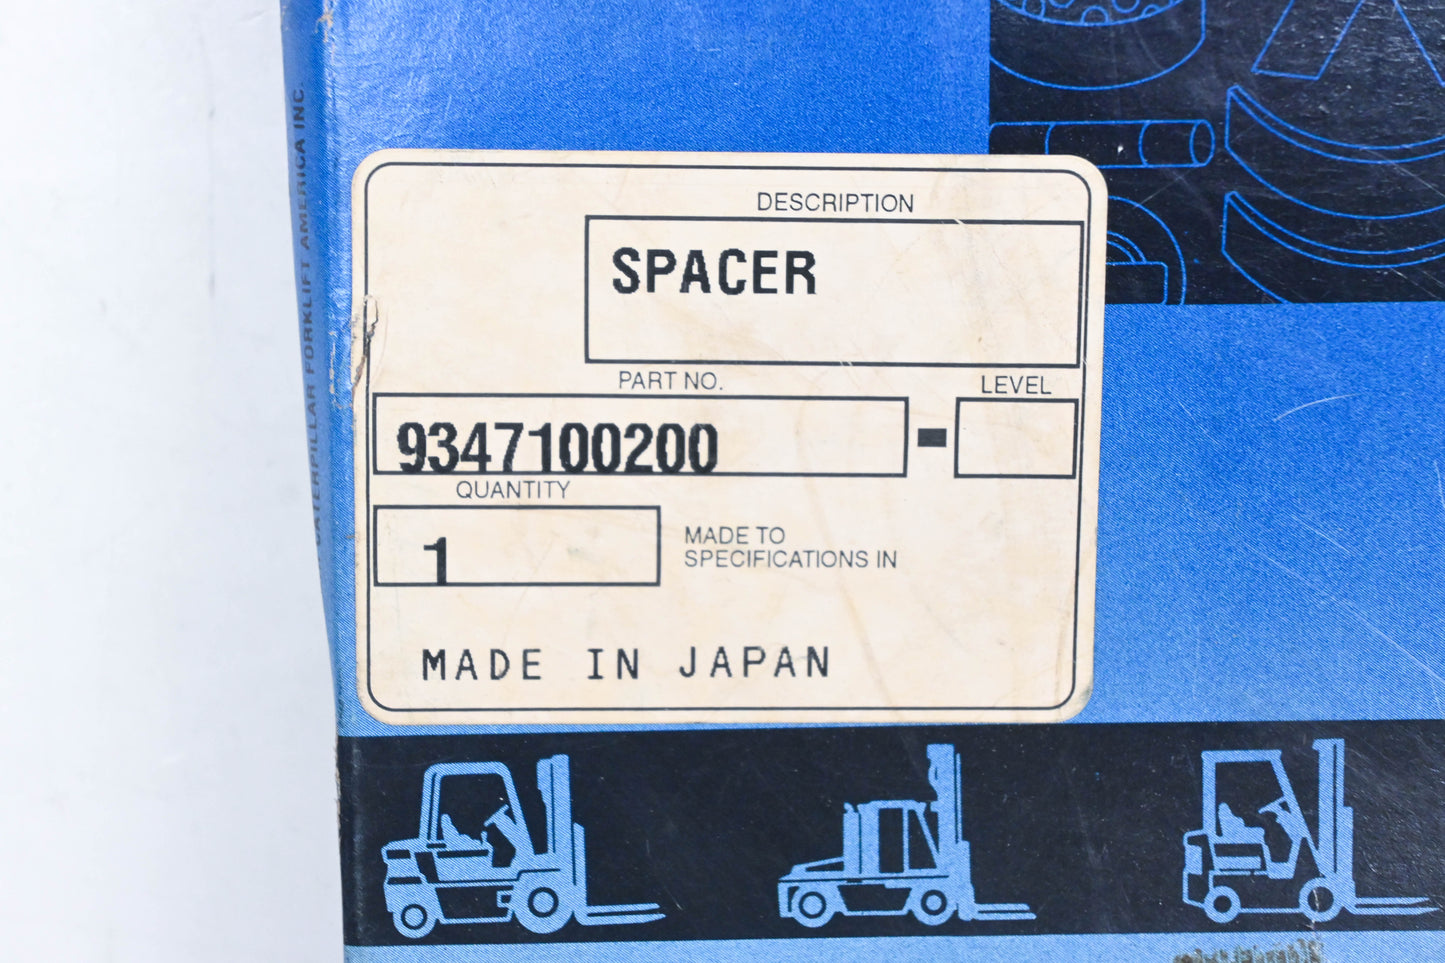 CATERPILLAR FORKLIFT AMERICA INC.
DESCRIPTION
SPACER
PART NO.
LEVEL
9347100200 -
QUANTITY
1
MADE TO
SPECIFICATIONS IN
MADE IN JAPAN